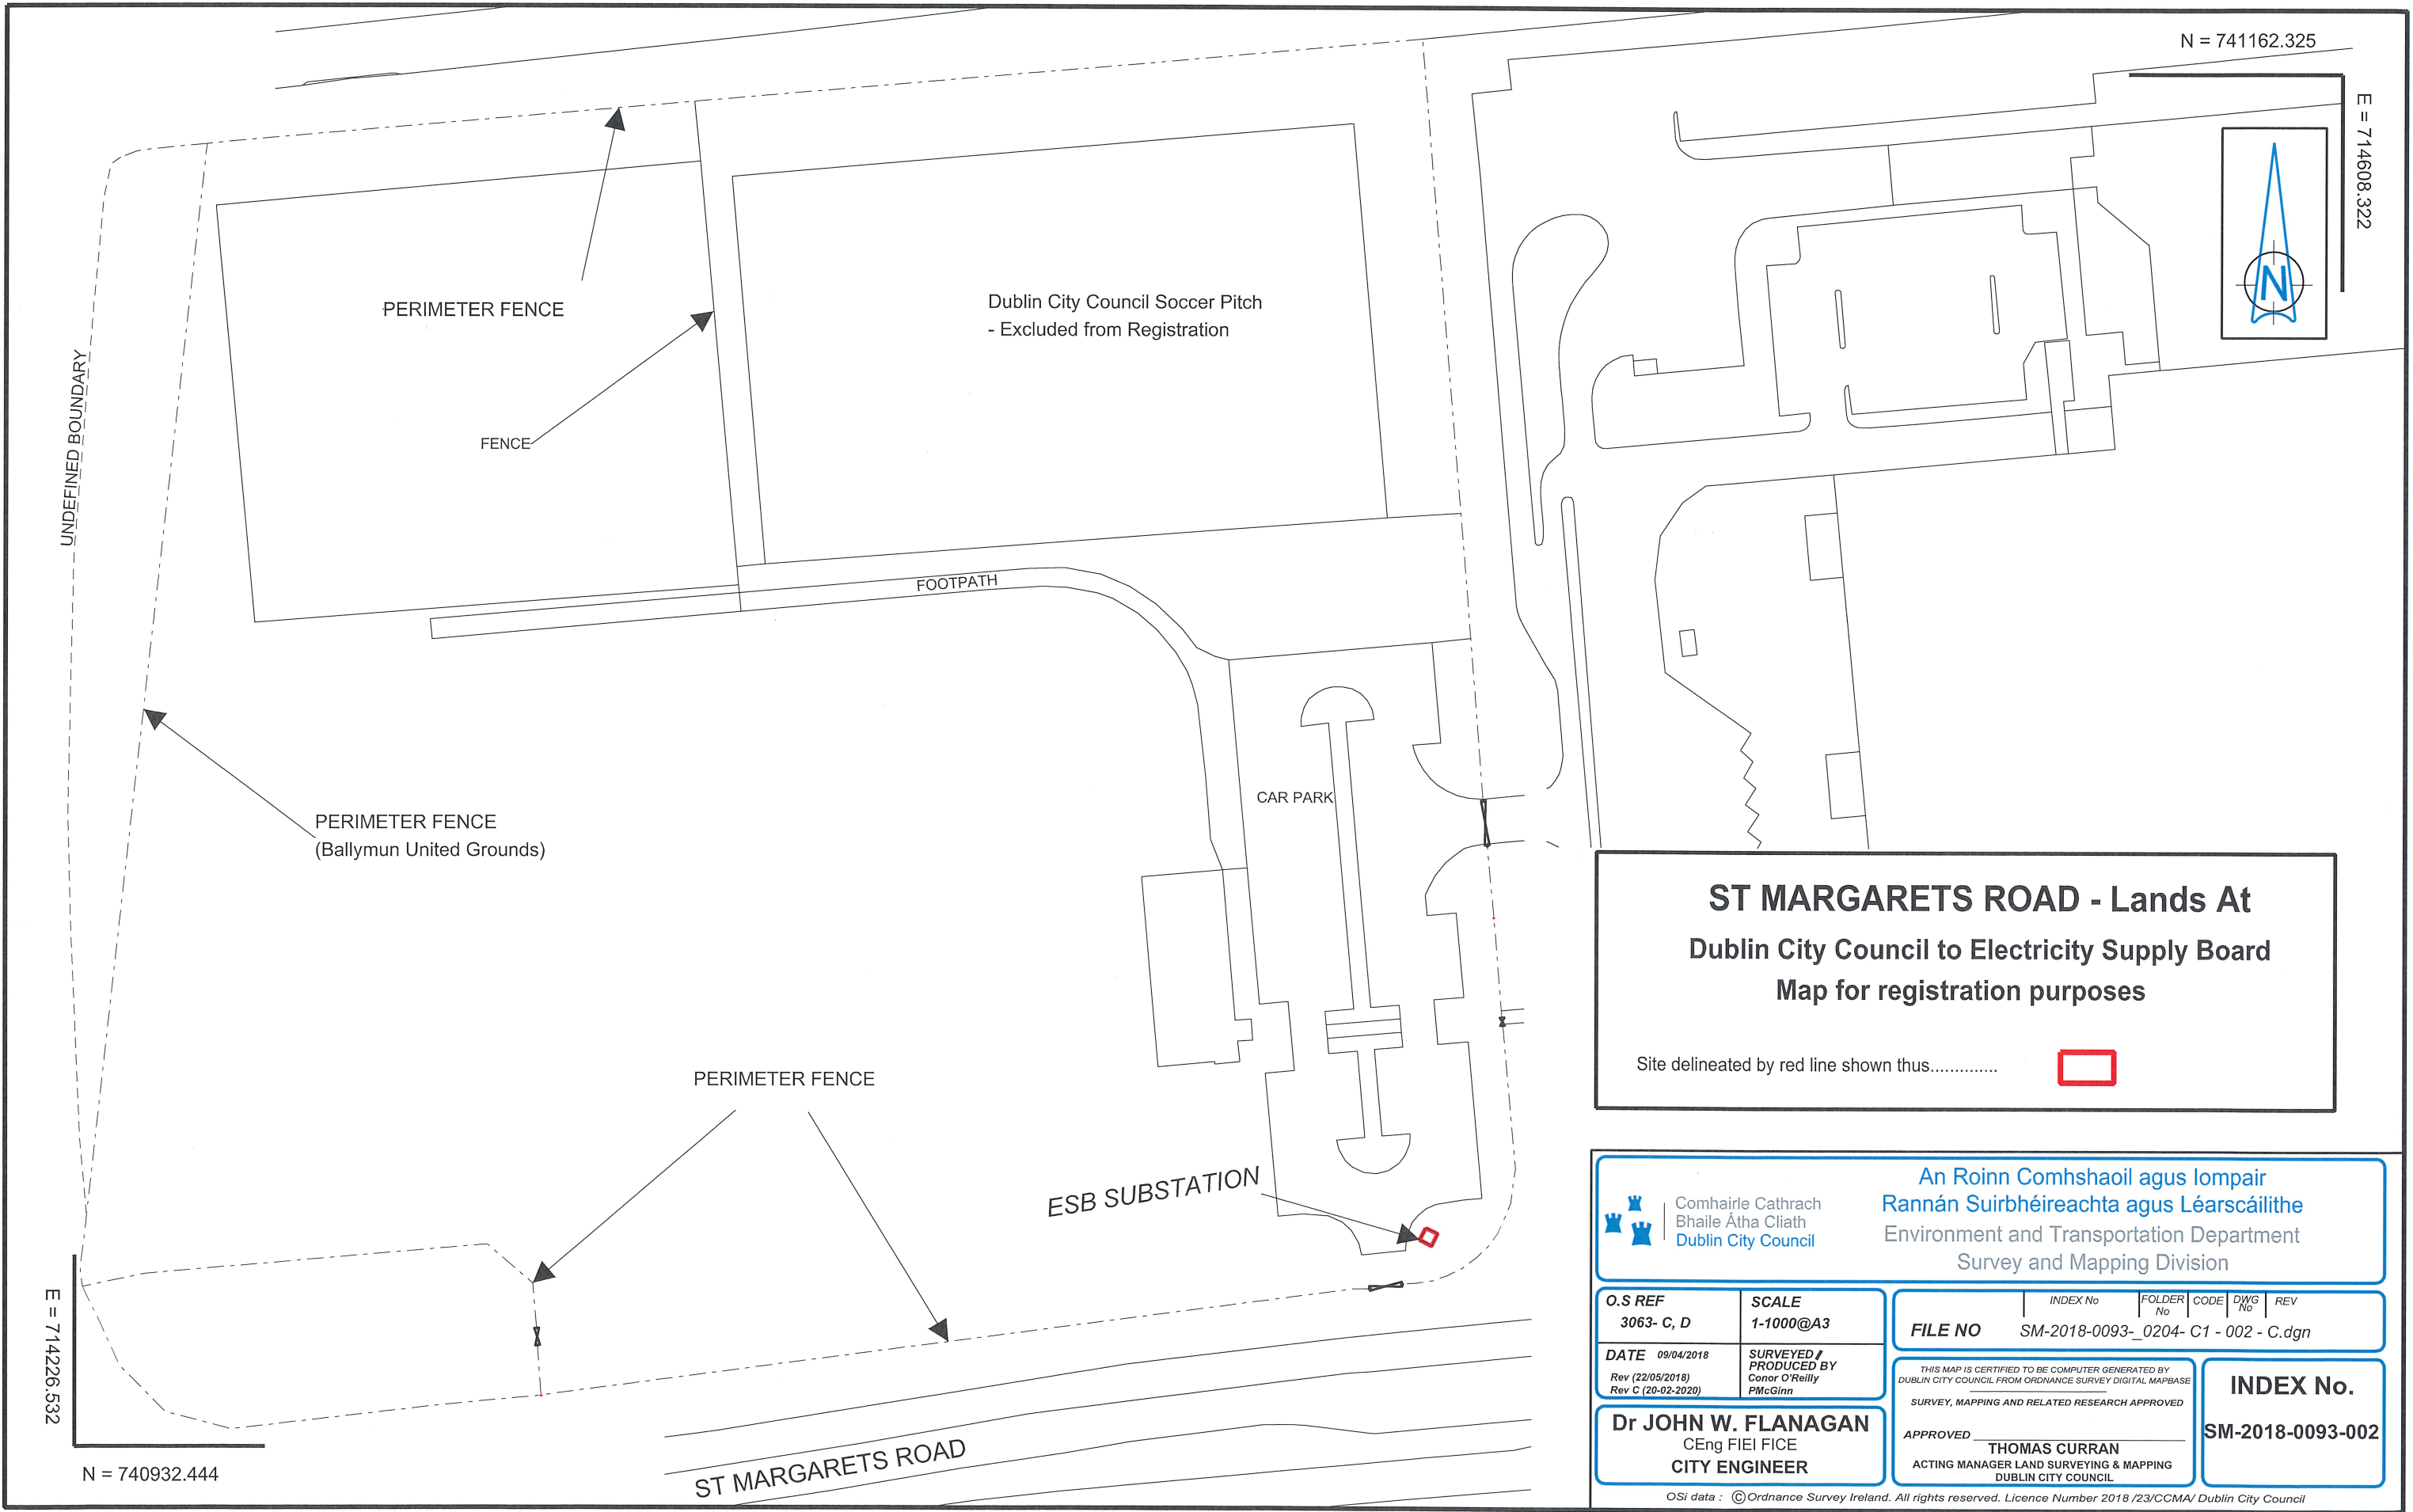 N = 741162.325
E = 714608.322
N
PERIMETER FENCE
Dublin City Council Soccer Pitch
- Excluded from Registration
FENCE
UNDEFINED BOUNDARY
FOOTPATH
CAR PARK
PERIMETER FENCE
(Ballymun United Grounds)
PERIMETER FENCE
ESB SUBSTATION
E = 714226.532
N = 740932.444
ST MARGARETS ROAD
ST MARGARETS ROAD - Lands At
Dublin City Council to Electricity Supply Board
Map for registration purposes
Site delineated by red line shown thus..............
Comhairle Cathrach
Bhaile Átha Cliath
Dublin City Council
An Roinn Comhshaoil agus Iompair
Rannán Suirbhéireachta agus Léarscáilithe
Environment and Transportation Department
Survey and Mapping Division
O.S REF
3063- C, D
SCALE
1-1000@A3
DATE 09/04/2018
Rev (22/05/2018)
Rev C (20-02-2020)
SURVEYED/
PRODUCED BY
Conor O'Reilly
PMcGinn
INDEX No
FOLDER
No
CODE
DWG
No
REV
FILE NO SM-2018-0093-_0204- C1 - 002 - C.dgn
Dr JOHN W. FLANAGAN
CEng FIEI FICE
CITY ENGINEER
THIS MAP IS CERTIFIED TO BE COMPUTER GENERATED BY
DUBLIN CITY COUNCIL FROM ORDNANCE SURVEY DIGITAL MAPBASE
SURVEY, MAPPING AND RELATED RESEARCH APPROVED
APPROVED
THOMAS CURRAN
ACTING MANAGER LAND SURVEYING & MAPPING
DUBLIN CITY COUNCIL
INDEX No.
SM-2018-0093-002
OSi data : ©Ordnance Survey Ireland. All rights reserved. Licence Number 2018 /23/CCMA/ Dublin City Council